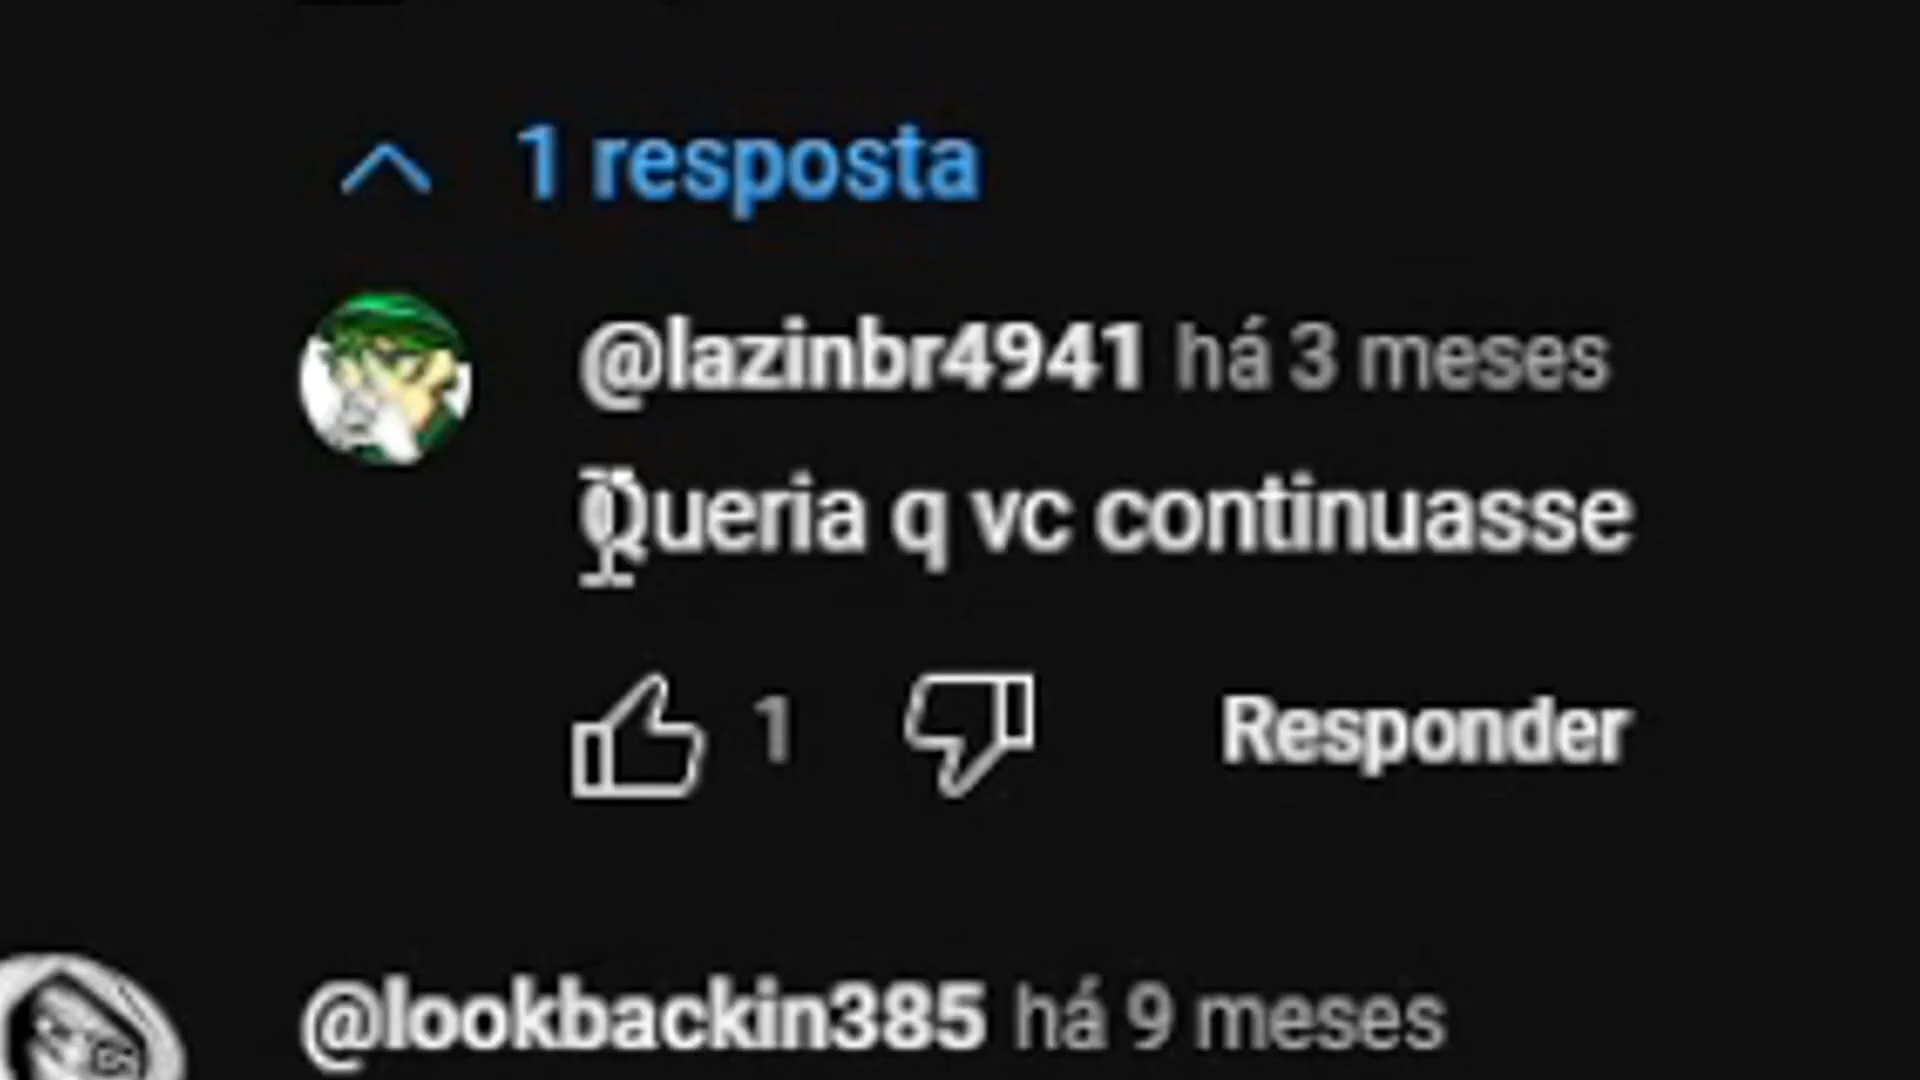 1 resposta
@lazinbr4941 há 3 meses
Queria q vc continuasse
1
Responder
@lookbackin385 há 9 meses